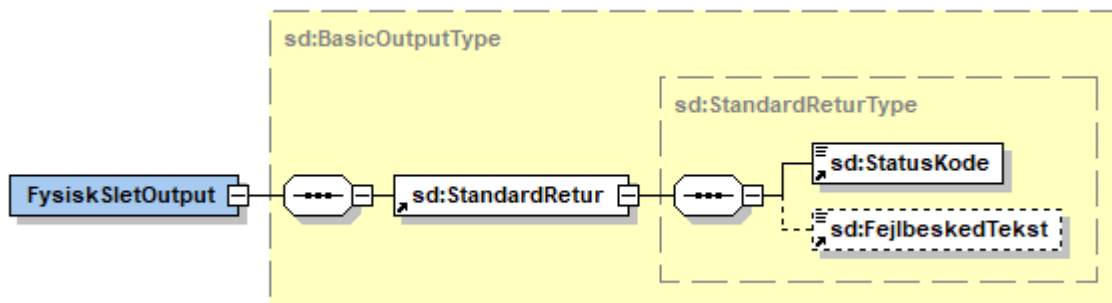 sd:BasicOutputType
sd:StandardReturType
sd:StatusKode
FysiskSletOutput
sd:StandardRetur
sd:FejlbeskedTekst